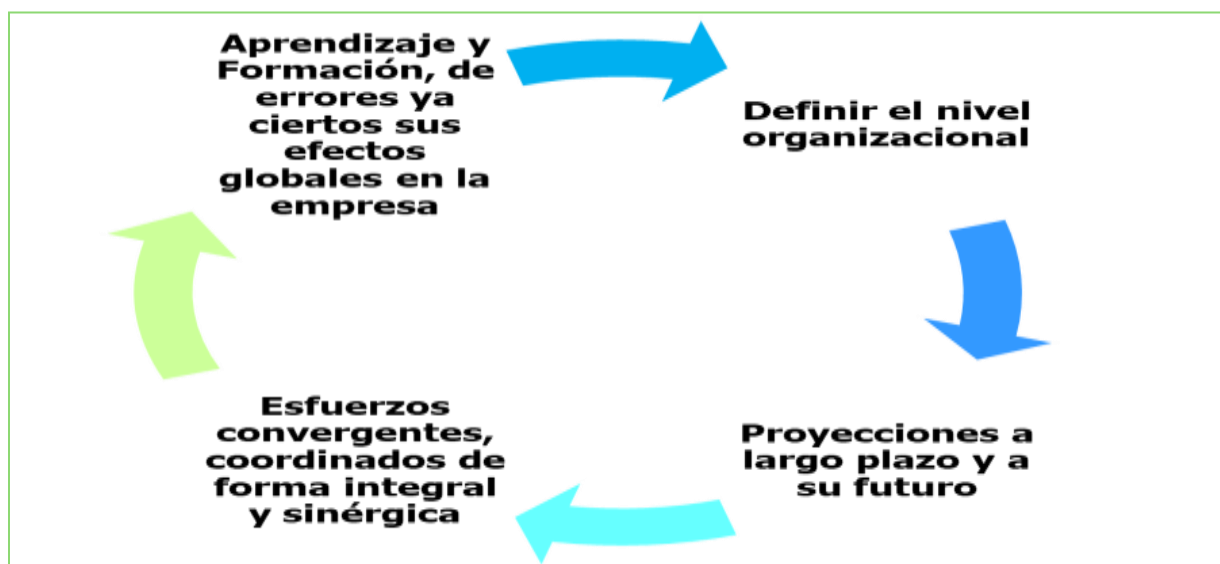 Aprendizaje y
Formación, de
errores ya
ciertos sus
efectos
globales en la
empresa
Definir el nivel
organizacional
Proyecciones a
largo plazo y a
su futuro
Esfuerzos
convergentes,
coordinados de
forma integral
y sinérgica